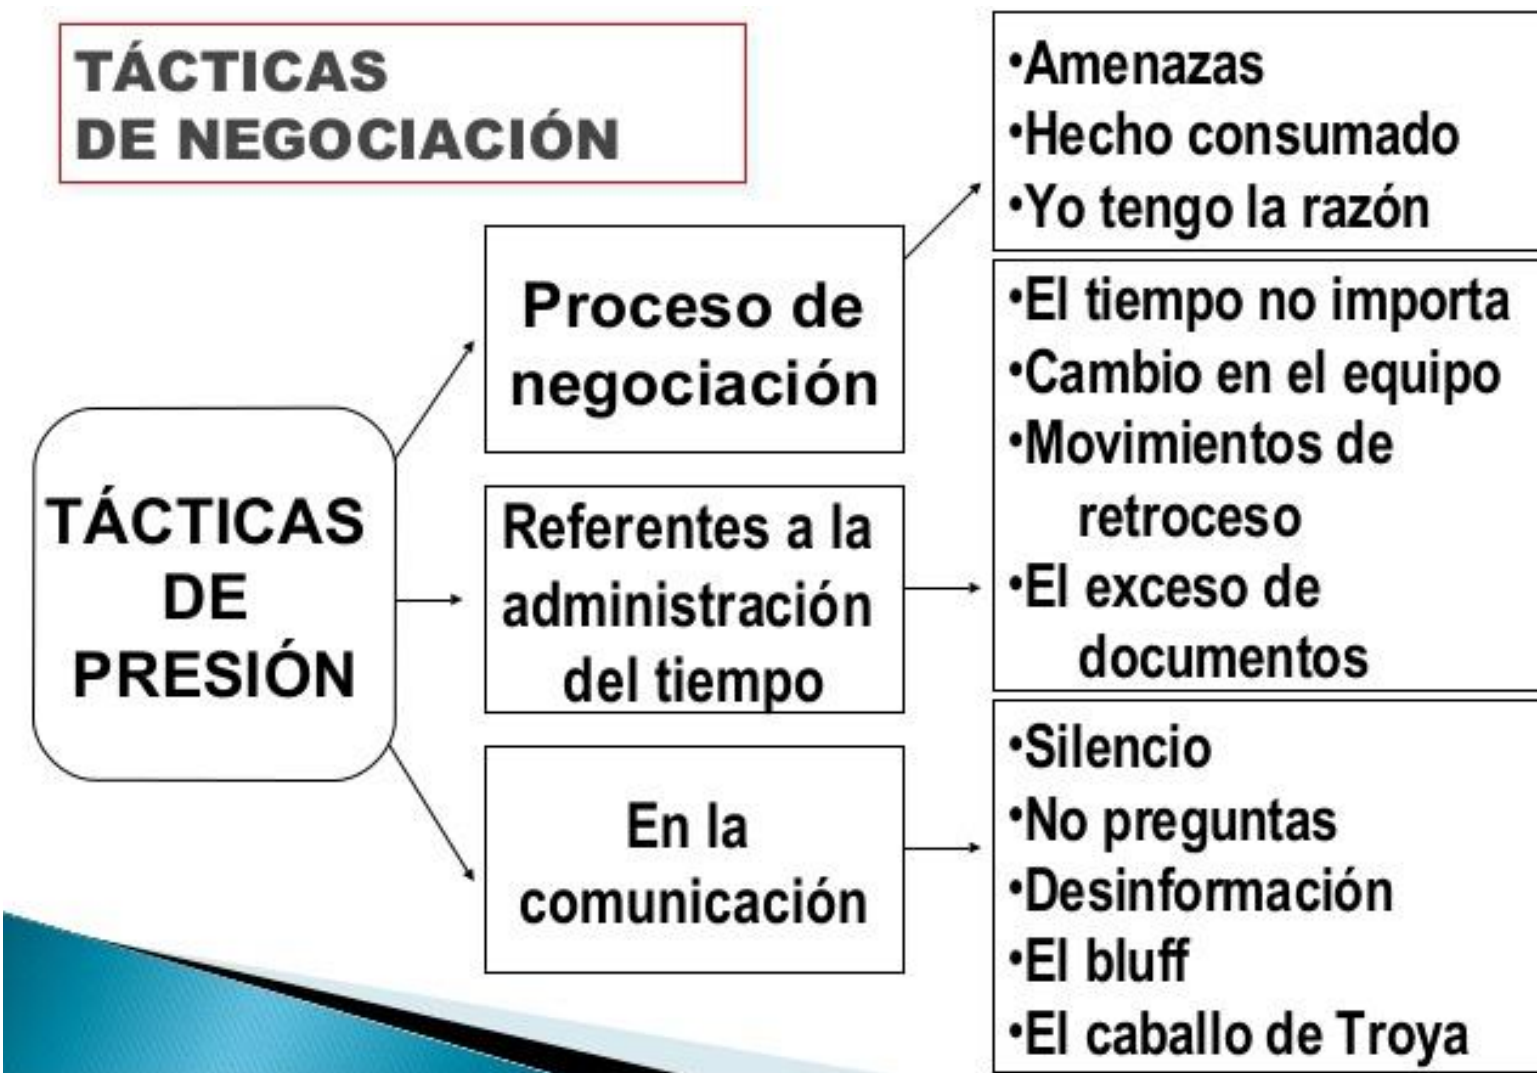 TÁCTICAS
DE NEGOCIACIÓN
TÁCTICAS
DE
PRESIÓN
Proceso de
negociación
Referentes a la
administración
del tiempo
En la
comunicación
•Amenazas
•Hecho consumado
•Yo tengo la razón
•El tiempo no importa
•Cambio en el equipo
•Movimientos de
retroceso
•El exceso de
documentos
•Silencio
•No preguntas
•Desinformación
•El bluff
•El caballo de Troya